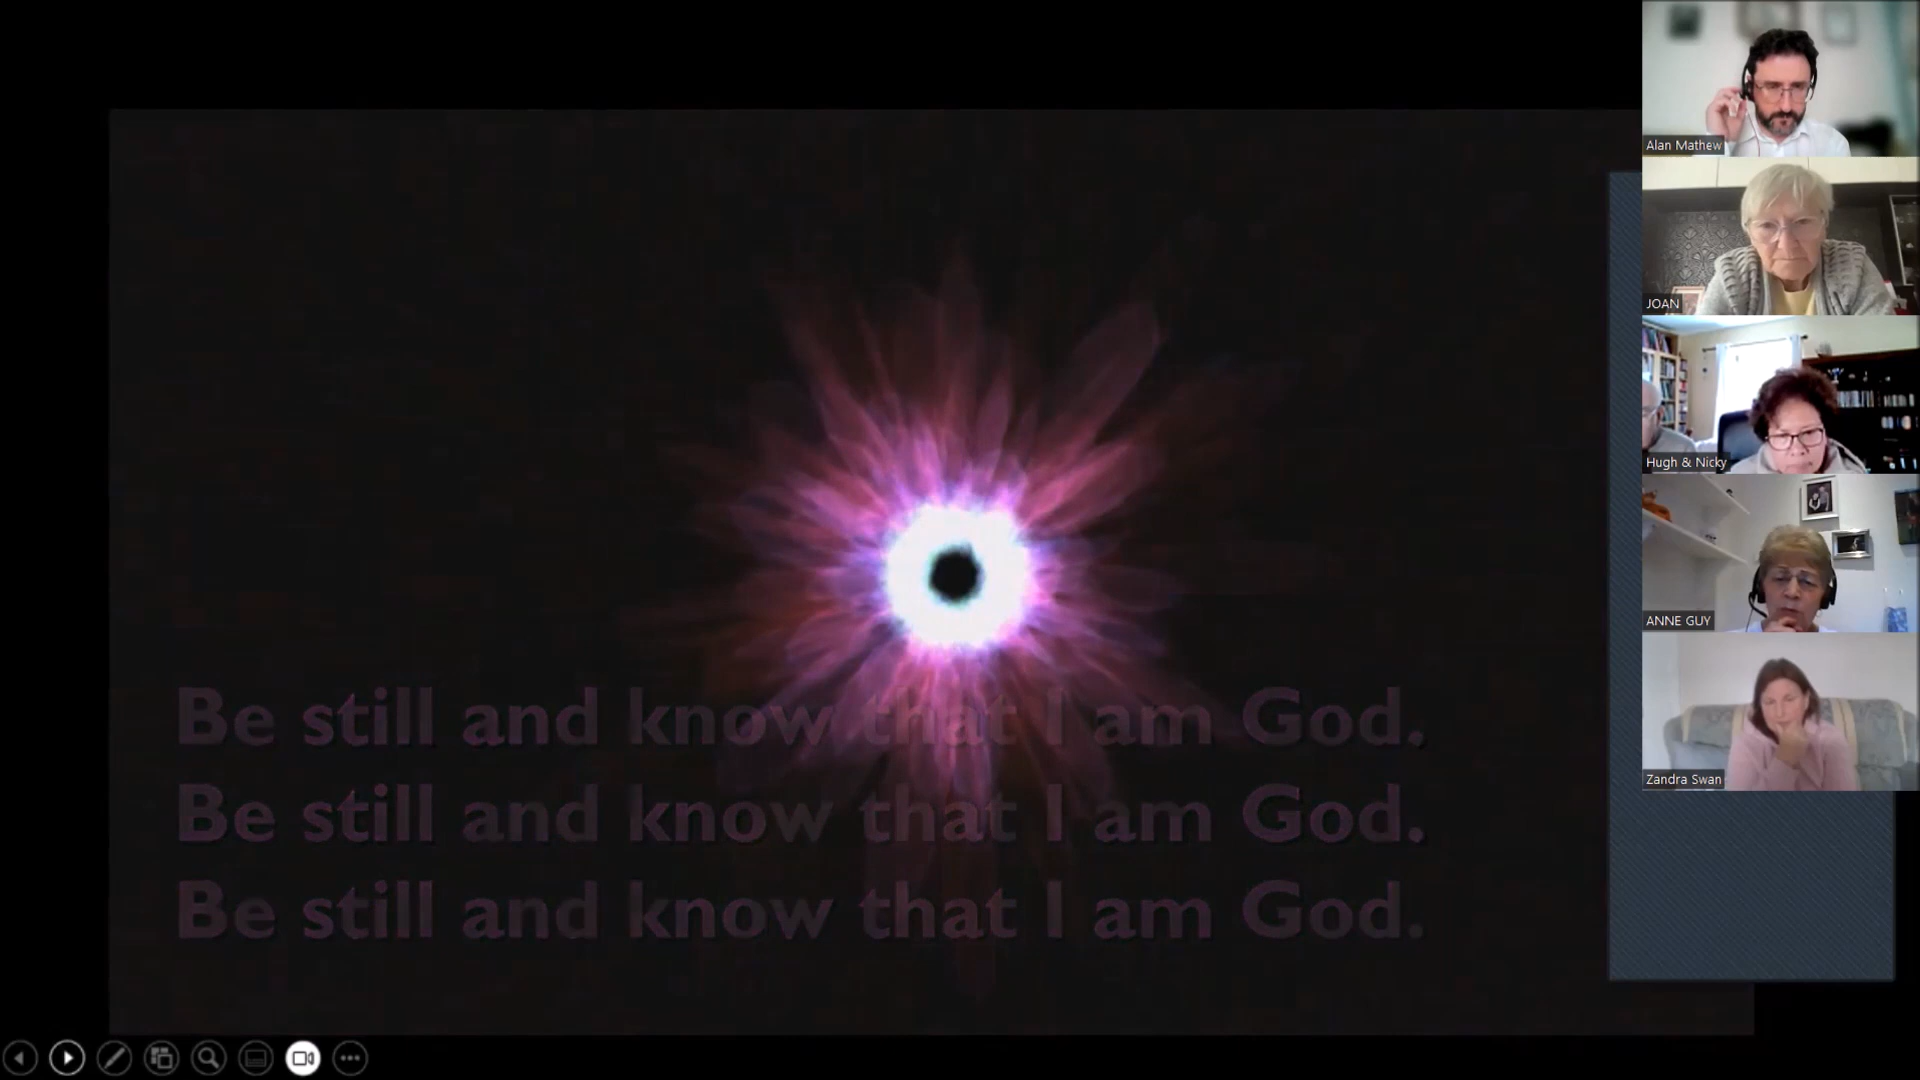 Be still and know that I am God.
Be still and know that I am God.
Be still and know that I am God.
Alan Mathew
JOAN
Hugh & Nicky
ANNE GUY
Zandra Swan